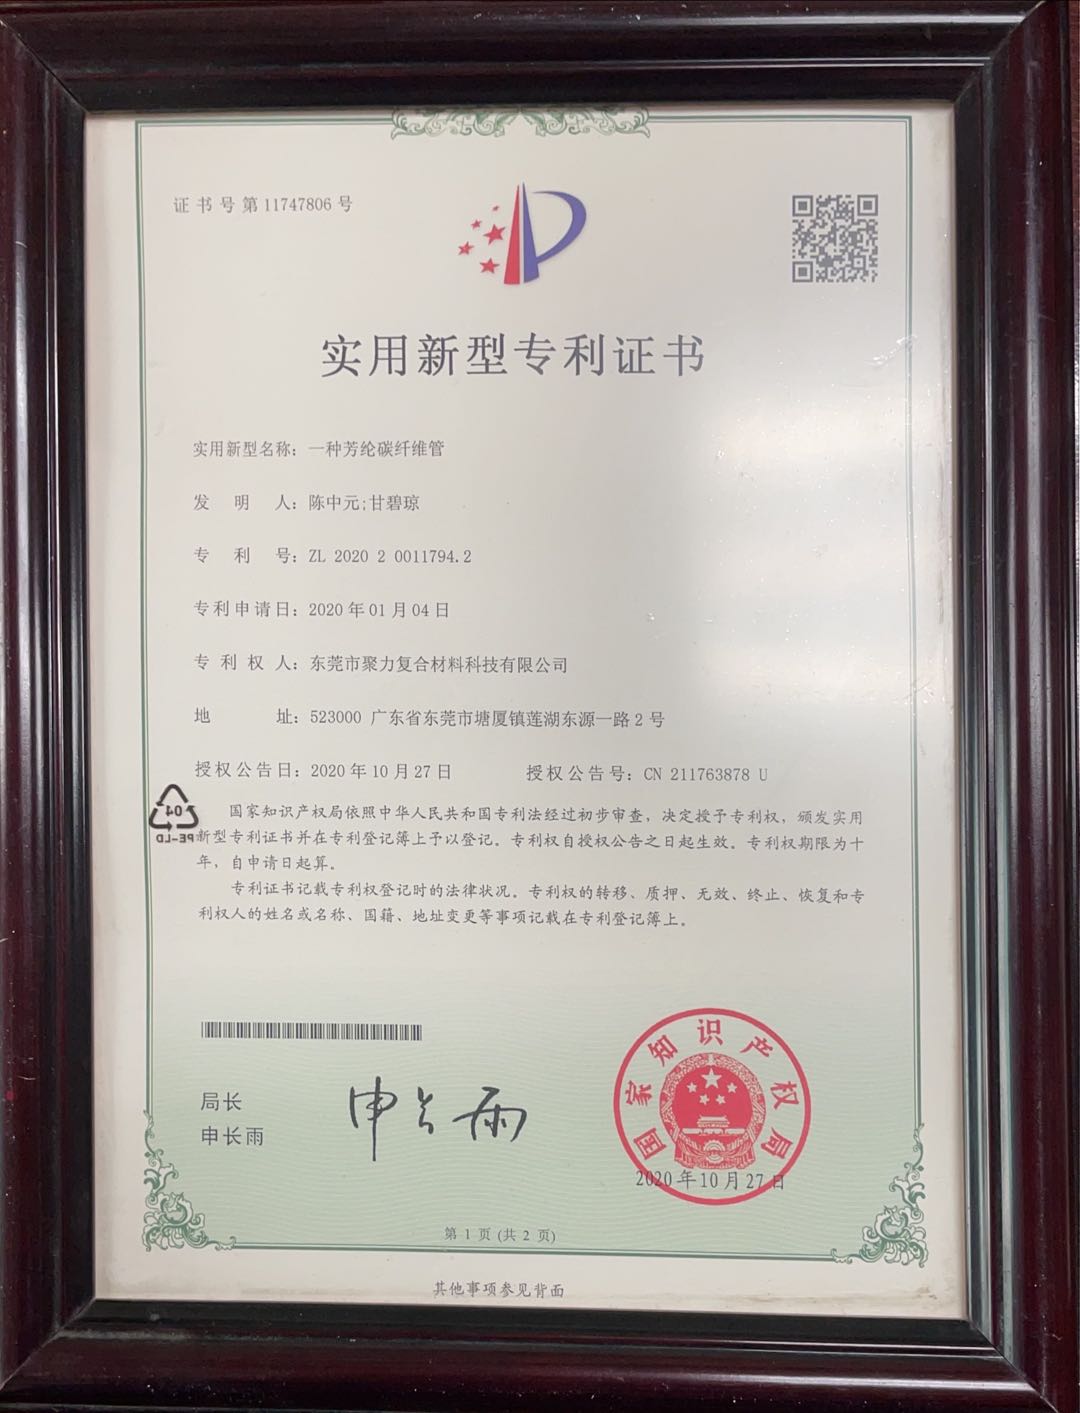 证书号第11747806号
实用新型专利证书
实用新型名称：一种芳纶碳纤维管
发明人：陈中元;甘碧琼
专利号：ZL 2020 2 0011794.2
专利申请日：2020年01月04日
专利权人：东莞市聚力复合材料科技有限公司
地址：523000 广东省东莞市塘厦镇莲湖东源一路2号
授权公告日：2020年10月27日 授权公告号：CN 211763878 U
国家知识产权局依照中华人民共和国专利法经过初步审查，决定授予专利权，颁发实用
新型专利证书并在专利登记簿上予以登记。专利权自授权公告之日起生效。专利权期限为十
年，自申请日起算。
专利证书记载专利权登记时的法律状况。专利权的转移、质押、无效、终止、恢复和专
利权人的姓名或名称、国籍、地址变更等事项记载在专利登记簿上。
04
PE-LD
局长
申长雨
申长雨
国家知识产权局
2020年10月27日
第1页(共2页)
其他事项参见背面